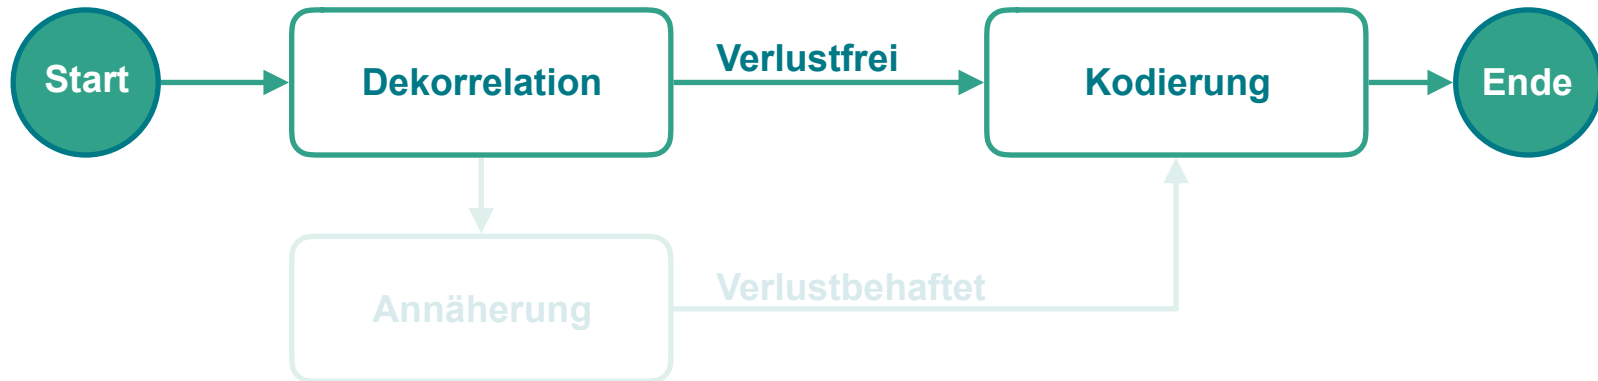 Start
Dekorrelation
Verlustfrei
Kodierung
Ende
Annäherung
Verlustbehaftet